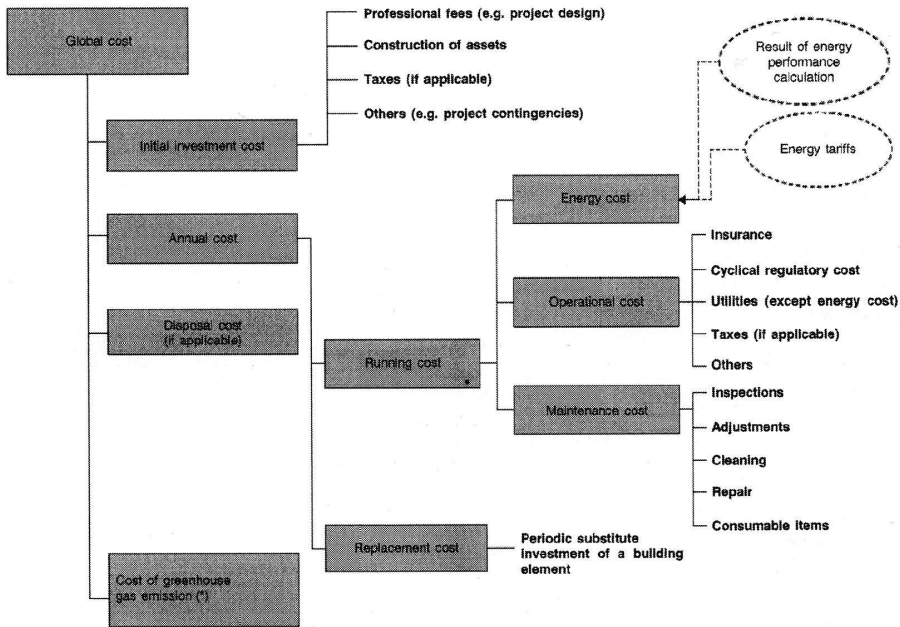 Global cost
Professional fees (e.g. project design)
Construction of assets
Taxes (if applicable)
Others (e.g. project contingencies)
Initial investment cost
Result of energy
performance
calculation
Energy tariffs
Energy cost
Annual cost
Insurance
Cyclical regulatory cost
Operational cost
Utilities (except energy cost)
Taxes (if applicable)
Others
Disposal cost
(if applicable)
Running cost
Maintenance cost
Inspections
Adjustments
Cleaning
Repair
Consumable items
Replacement cost
Periodic substitute
investment of a building
element
Cost of greenhouse
gas emission (*)